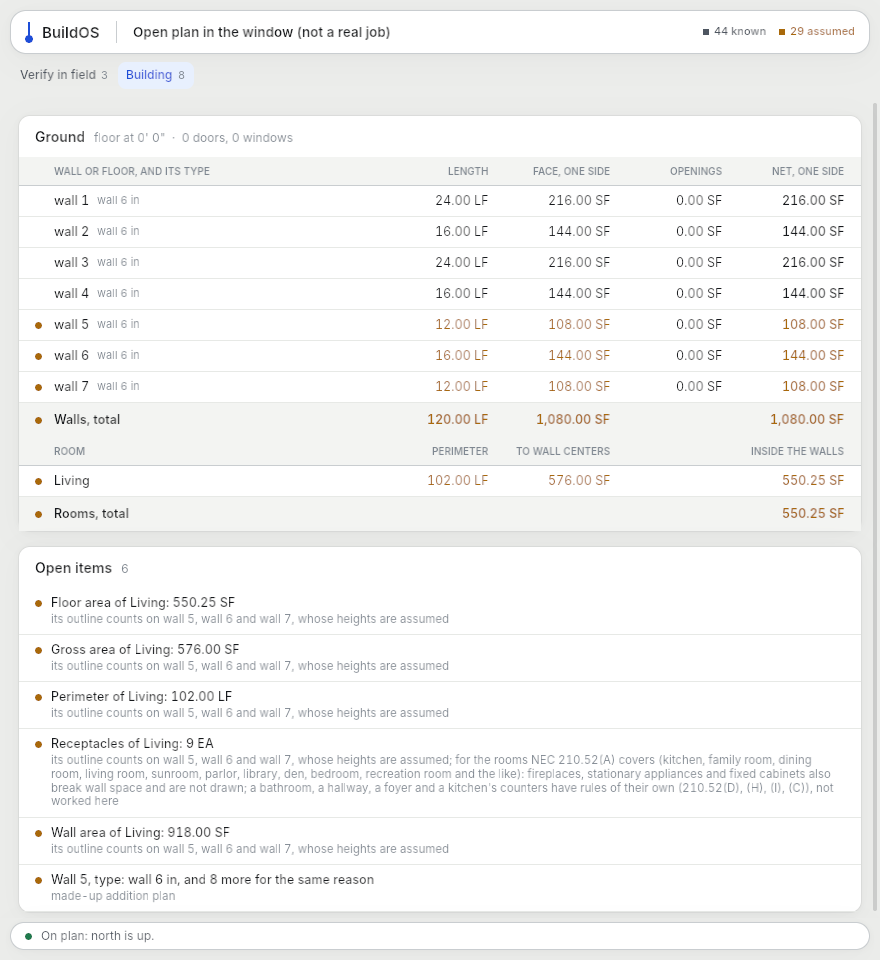 BuildOS
Open plan in the window (not a real job)
44 known
29 assumed
Verify in field 3
Building 8
Ground floor at 0' 0" · 0 doors, 0 windows
WALL OR FLOOR, AND ITS TYPE LENGTH FACE, ONE SIDE OPENINGS NET, ONE SIDE
wall 1 wall 6 in 24.00 LF 216.00 SF 0.00 SF 216.00 SF
wall 2 wall 6 in 16.00 LF 144.00 SF 0.00 SF 144.00 SF
wall 3 wall 6 in 24.00 LF 216.00 SF 0.00 SF 216.00 SF
wall 4 wall 6 in 16.00 LF 144.00 SF 0.00 SF 144.00 SF
wall 5 wall 6 in 12.00 LF 108.00 SF 0.00 SF 108.00 SF
wall 6 wall 6 in 16.00 LF 144.00 SF 0.00 SF 144.00 SF
wall 7 wall 6 in 12.00 LF 108.00 SF 0.00 SF 108.00 SF
Walls, total 120.00 LF 1,080.00 SF 1,080.00 SF
ROOM PERIMETER TO WALL CENTERS INSIDE THE WALLS
Living 102.00 LF 576.00 SF 550.25 SF
Rooms, total 550.25 SF
Open items 6
Floor area of Living: 550.25 SF
its outline counts on wall 5, wall 6 and wall 7, whose heights are assumed
Gross area of Living: 576.00 SF
its outline counts on wall 5, wall 6 and wall 7, whose heights are assumed
Perimeter of Living: 102.00 LF
its outline counts on wall 5, wall 6 and wall 7, whose heights are assumed
Receptacles of Living: 9 EA
its outline counts on wall 5, wall 6 and wall 7, whose heights are assumed; for the rooms NEC 210.52(A) covers (kitchen, family room, dining
room, living room, sunroom, parlor, library, den, bedroom, recreation room and the like): fireplaces, stationary appliances and fixed cabinets also
break wall space and are not drawn; a bathroom, a hallway, a foyer and a kitchen's counters have rules of their own (210.52(D), (H), (I), (C)), not
worked here
Wall area of Living: 918.00 SF
its outline counts on wall 5, wall 6 and wall 7, whose heights are assumed
Wall 5, type: wall 6 in, and 8 more for the same reason
made-up addition plan
On plan: north is up.